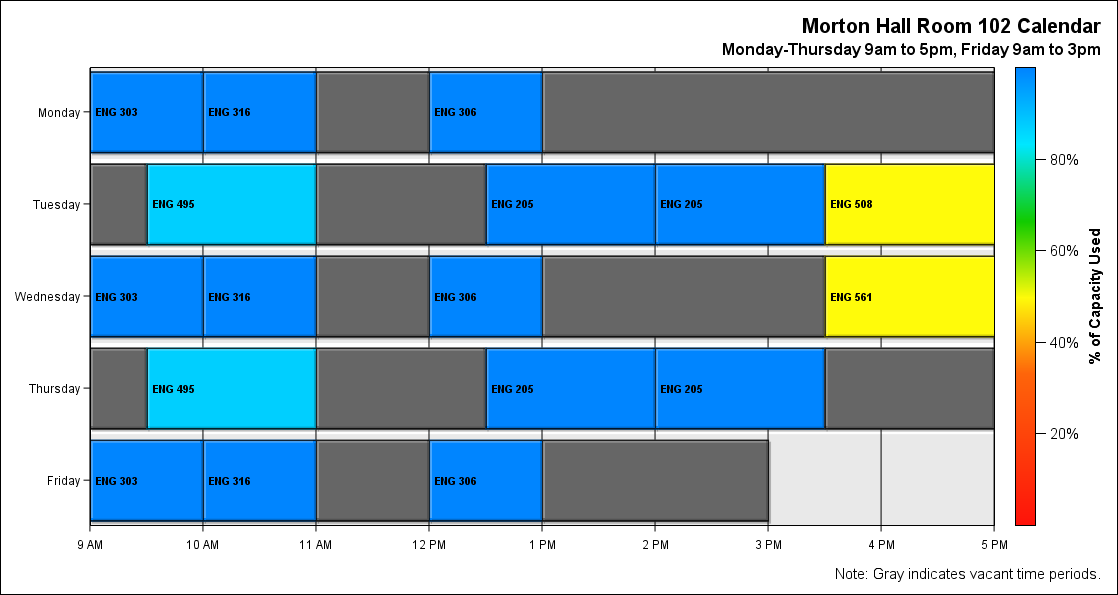 Morton Hall Room 102 Calendar
Monday-Thursday 9am to 5pm, Friday 9am to 3pm
Monday ENG 303 ENG 316 ENG 306
80%
Tuesday ENG 495 ENG 205 ENG 205 ENG 508
60%
% of Capacity Used
Wednesday ENG 303 ENG 316 ENG 306 ENG 561
40%
Thursday ENG 495 ENG 205 ENG 205
20%
Friday ENG 303 ENG 316 ENG 306
9 AM 10 AM 11 AM 12 PM 1 PM 2 PM 3 PM 4 PM 5 PM
Note: Gray indicates vacant time periods.